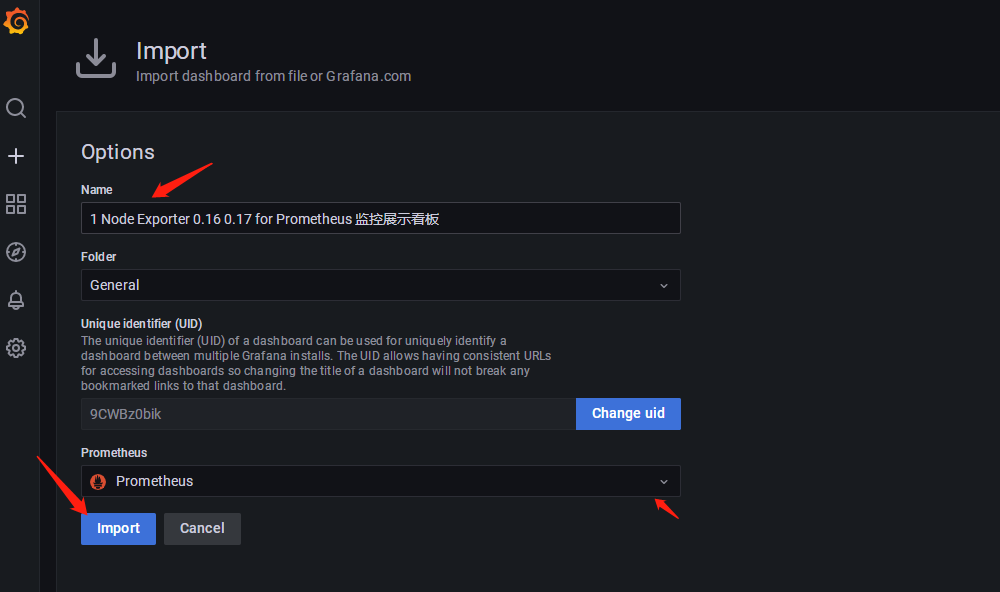 Import
Import dashboard from file or Grafana.com
Options
Name
1 Node Exporter 0.16 0.17 for Prometheus 监控展示看板
Folder
General
Unique identifier (UID)
The unique identifier (UID) of a dashboard can be used for uniquely identify a
dashboard between multiple Grafana installs. The UID allows having consistent URLs
for accessing dashboards so changing the title of a dashboard will not break any
bookmarked links to that dashboard.
9CWBz0bik
Change uid
Prometheus
Prometheus
Import
Cancel